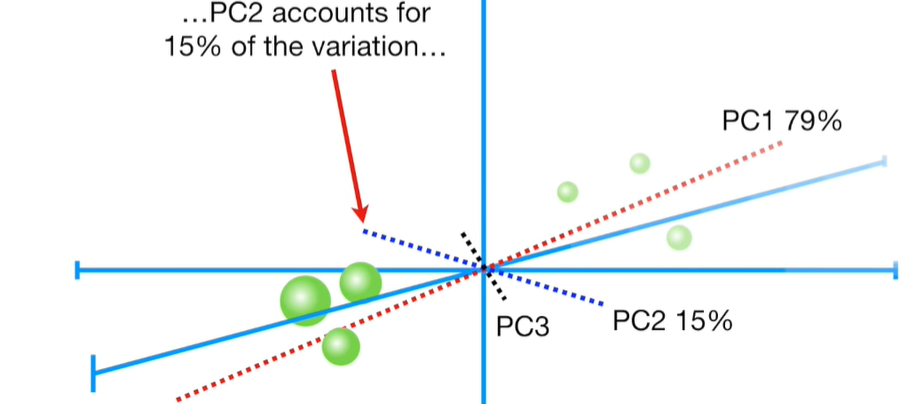 ...PC2 accounts for
15% of the variation...
PC1 79%
PC3
PC2 15%